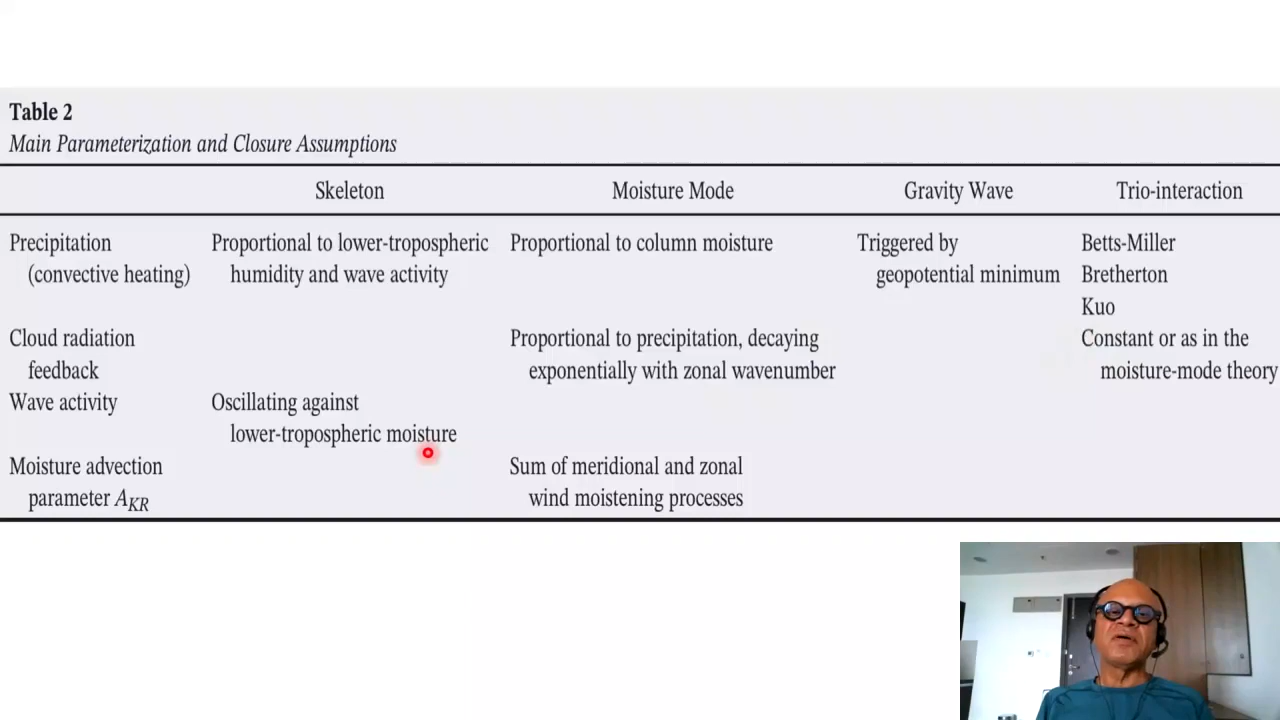 Table 2
Main Parameterization and Closure Assumptions
Skeleton Moisture Mode Gravity Wave Trio-interaction
Precipitation Proportional to lower-tropospheric Proportional to column moisture Triggered by Betts-Miller
(convective heating) humidity and wave activity geopotential minimum Bretherton
Kuo
Cloud radiation Proportional to precipitation, decaying Constant or as in the
feedback exponentially with zonal wavenumber moisture-mode theory
Wave activity Oscillating against
lower-tropospheric moisture
Moisture advection Sum of meridional and zonal
parameter AKR wind moistening processes